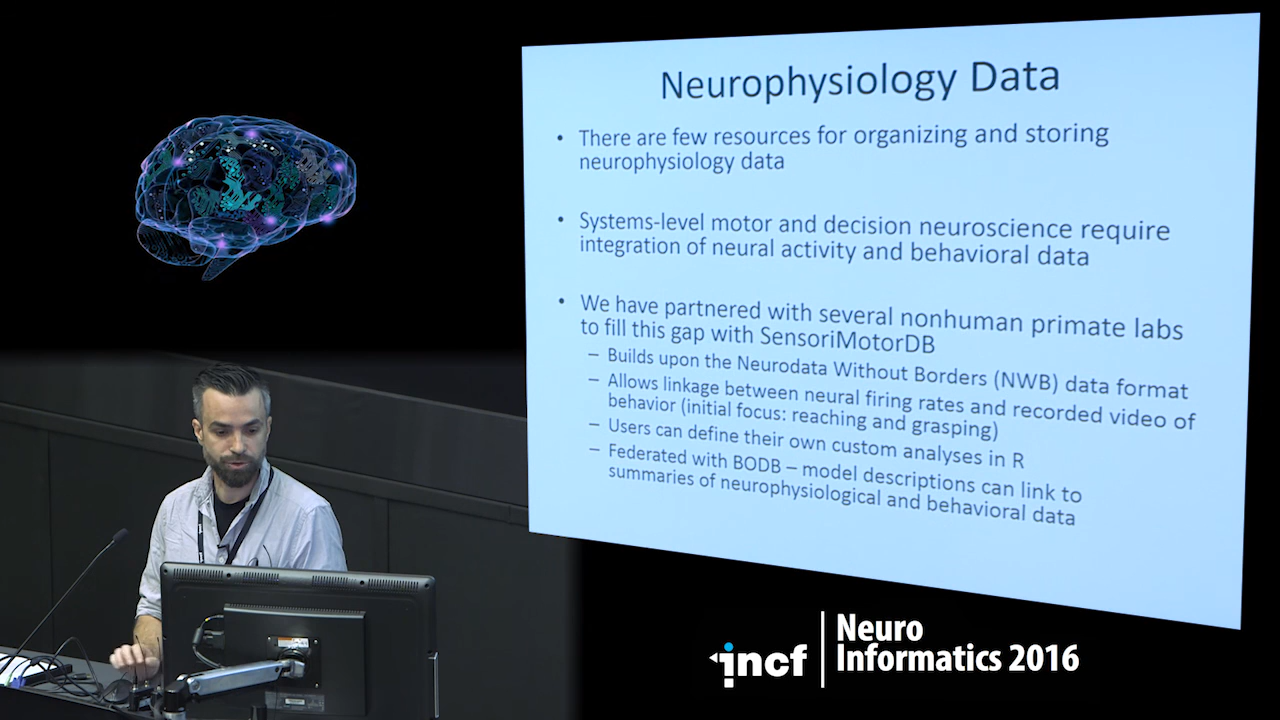 Neurophysiology Data
• There are few resources for organizing and storing
neurophysiology data
• Systems-level motor and decision neuroscience require
integration of neural activity and behavioral data
• We have partnered with several nonhuman primate labs
to fill this gap with SensoriMotorDB
– Builds upon the Neurodata Without Borders (NWB) data format
– Allows linkage between neural firing rates and recorded video of
behavior (initial focus: reaching and grasping)
– Users can define their own custom analyses in R
– Federated with BODB – model descriptions can link to
summaries of neurophysiological and behavioral data
incf
Neuro
Informatics 2016